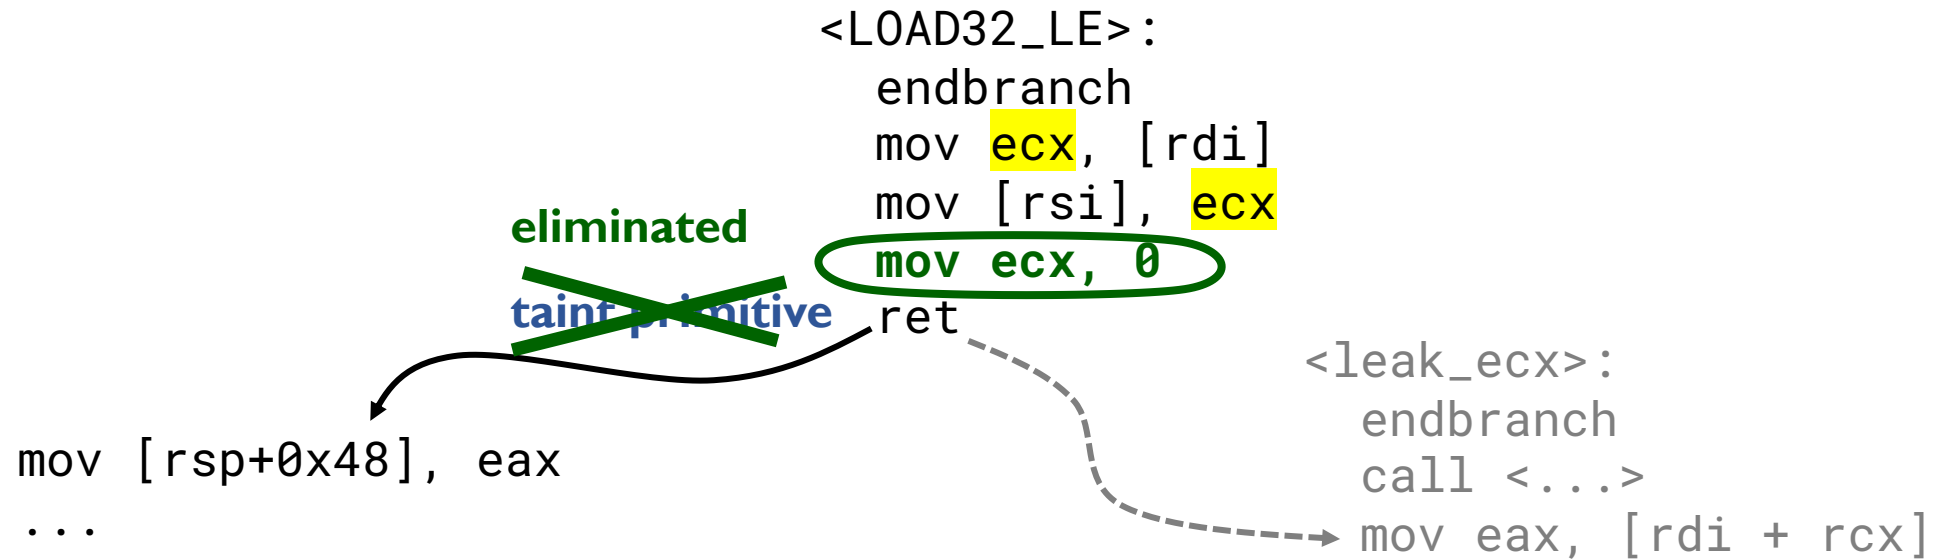 <LOAD32_LE>:
endbranch
mov ecx, [rdi]
mov [rsi], ecx
mov ecx, 0
ret
eliminated
taint primitive
mov [rsp+0x48], eax
...
<leak_ecx>:
endbranch
call <...>
mov eax, [rdi + rcx]